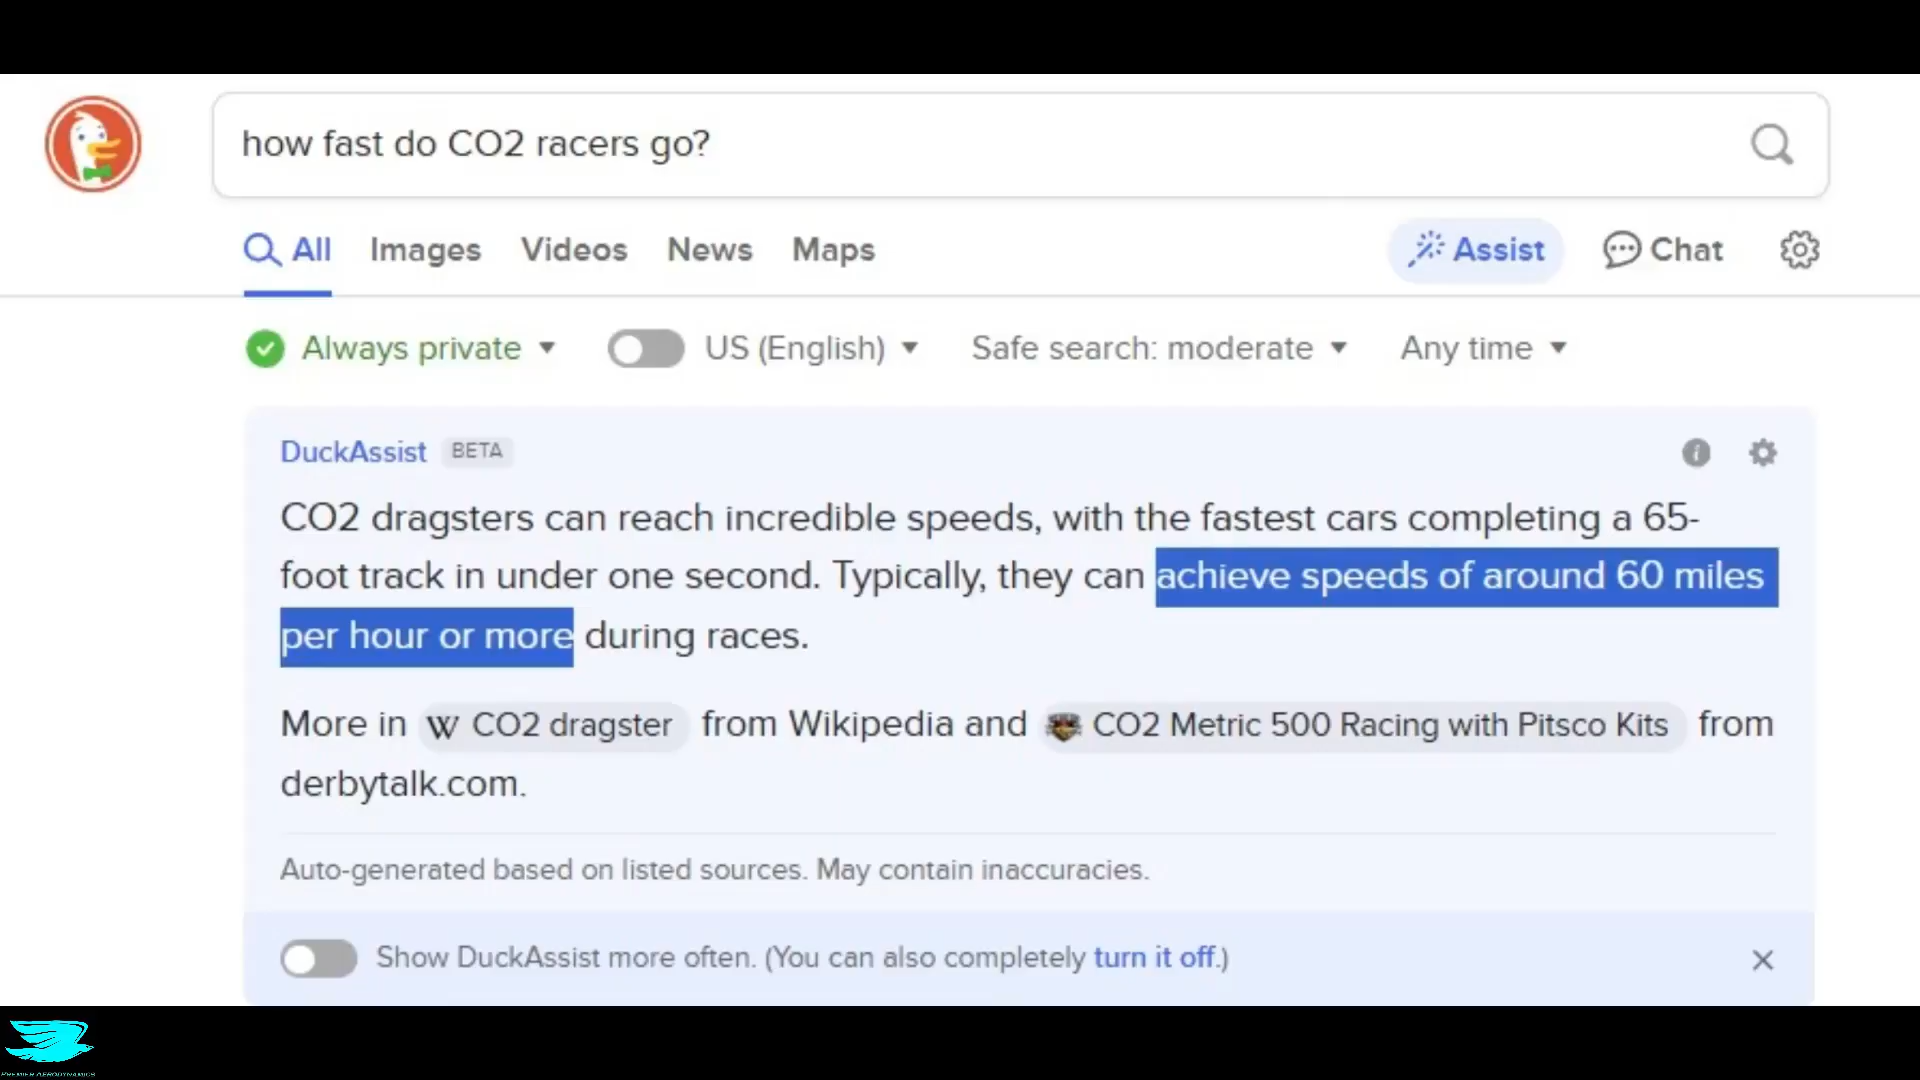 how fast do CO2 racers go?
All Images Videos News Maps Assist Chat
Always private US (English) Safe search: moderate Any time
DuckAssist BETA
CO2 dragsters can reach incredible speeds, with the fastest cars completing a 65-
foot track in under one second. Typically, they can achieve speeds of around 60 miles
per hour or more during races.
More in W CO2 dragster from Wikipedia and CO2 Metric 500 Racing with Pitsco Kits from
derbytalk.com.
Auto-generated based on listed sources. May contain inaccuracies.
Show DuckAssist more often. (You can also completely turn it off.)
PREMIER AERODYNAMICS